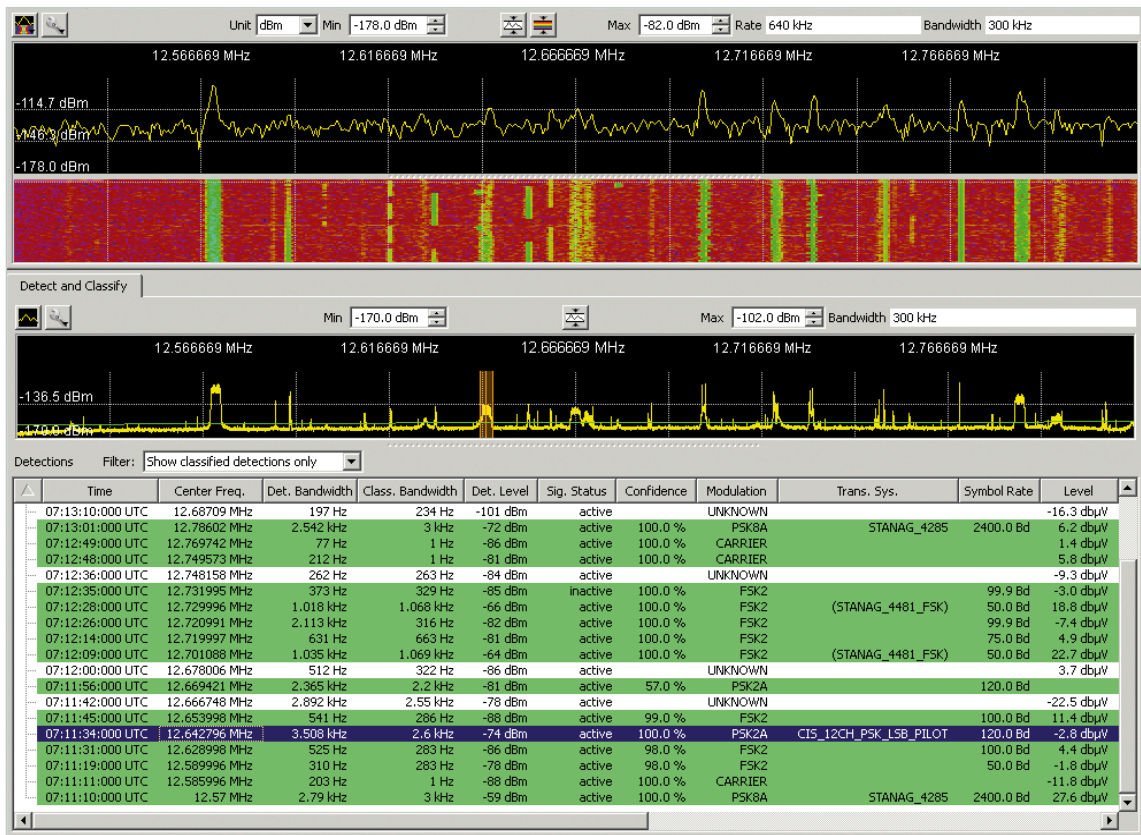 Unit dBm Min -178.0 dBm Max -82.0 dBm Rate 640 kHz Bandwidth 300 kHz
12.566669 MHz 12.616669 MHz 12.666669 MHz 12.716669 MHz 12.766669 MHz
-114.7 dBm
-146.3 dBm
-178.0 dBm
Detect and Classify
Min -170.0 dBm Max -102.0 dBm Bandwidth 300 kHz
12.566669 MHz 12.616669 MHz 12.666669 MHz 12.716669 MHz 12.766669 MHz
-136.5 dBm
-170.0 dBm
Detections Filter: Show classified detections only
Time Center Freq. Det. Bandwidth Class. Bandwidth Det. Level Sig. Status Confidence Modulation Trans. Sys. Symbol Rate Level
07:13:10:000 UTC 12.68709 MHz 197 Hz 234 Hz -101 dBm active UNKNOWN -16.3 dbµV
07:13:01:000 UTC 12.78602 MHz 2.542 kHz 3 kHz -72 dBm active 100.0 % PSK8A STANAG_4285 2400.0 Bd 6.2 dbµV
07:12:49:000 UTC 12.769742 MHz 77 Hz 1 Hz -86 dBm active 100.0 % CARRIER 1.4 dbµV
07:12:48:000 UTC 12.749573 MHz 212 Hz 1 Hz -81 dBm active 100.0 % CARRIER 5.8 dbµV
07:12:36:000 UTC 12.748158 MHz 262 Hz 263 Hz -84 dBm active UNKNOWN -9.3 dbµV
07:12:35:000 UTC 12.731995 MHz 373 Hz 329 Hz -85 dBm inactive 100.0 % FSK2 99.9 Bd -3.0 dbµV
07:12:28:000 UTC 12.729996 MHz 1.018 kHz 1.068 kHz -66 dBm active 100.0 % FSK2 (STANAG_4481_FSK) 50.0 Bd 18.8 dbµV
07:12:26:000 UTC 12.720991 MHz 2.113 kHz 316 Hz -82 dBm active 100.0 % FSK2 99.9 Bd -7.4 dbµV
07:12:14:000 UTC 12.719997 MHz 631 Hz 663 Hz -81 dBm active 100.0 % FSK2 75.0 Bd 4.9 dbµV
07:12:09:000 UTC 12.701088 MHz 1.035 kHz 1.069 kHz -64 dBm active 100.0 % FSK2 (STANAG_4481_FSK) 50.0 Bd 22.7 dbµV
07:12:00:000 UTC 12.678006 MHz 512 Hz 322 Hz -86 dBm active UNKNOWN 3.7 dbµV
07:11:56:000 UTC 12.669421 MHz 2.365 kHz 2.2 kHz -81 dBm active 57.0 % PSK2A 120.0 Bd
07:11:42:000 UTC 12.666748 MHz 2.892 kHz 2.55 kHz -78 dBm active UNKNOWN -22.5 dbµV
07:11:45:000 UTC 12.653998 MHz 541 Hz 286 Hz -88 dBm active 99.0 % FSK2 100.0 Bd 11.4 dbµV
07:11:34:000 UTC 12.642796 MHz 3.508 kHz 2.6 kHz -74 dBm active 100.0 % PSK2A CIS_12CH_PSK_LSB_PILOT 120.0 Bd -2.8 dbµV
07:11:31:000 UTC 12.628998 MHz 525 Hz 283 Hz -86 dBm active 98.0 % FSK2 100.0 Bd 4.4 dbµV
07:11:19:000 UTC 12.589996 MHz 310 Hz 283 Hz -78 dBm active 98.0 % FSK2 50.0 Bd -1.8 dbµV
07:11:11:000 UTC 12.585996 MHz 203 Hz 1 Hz -88 dBm active 100.0 % CARRIER -11.8 dbµV
07:11:10:000 UTC 12.57 MHz 2.79 kHz 3 kHz -59 dBm active 100.0 % PSK8A STANAG_4285 2400.0 Bd 27.6 dbµV